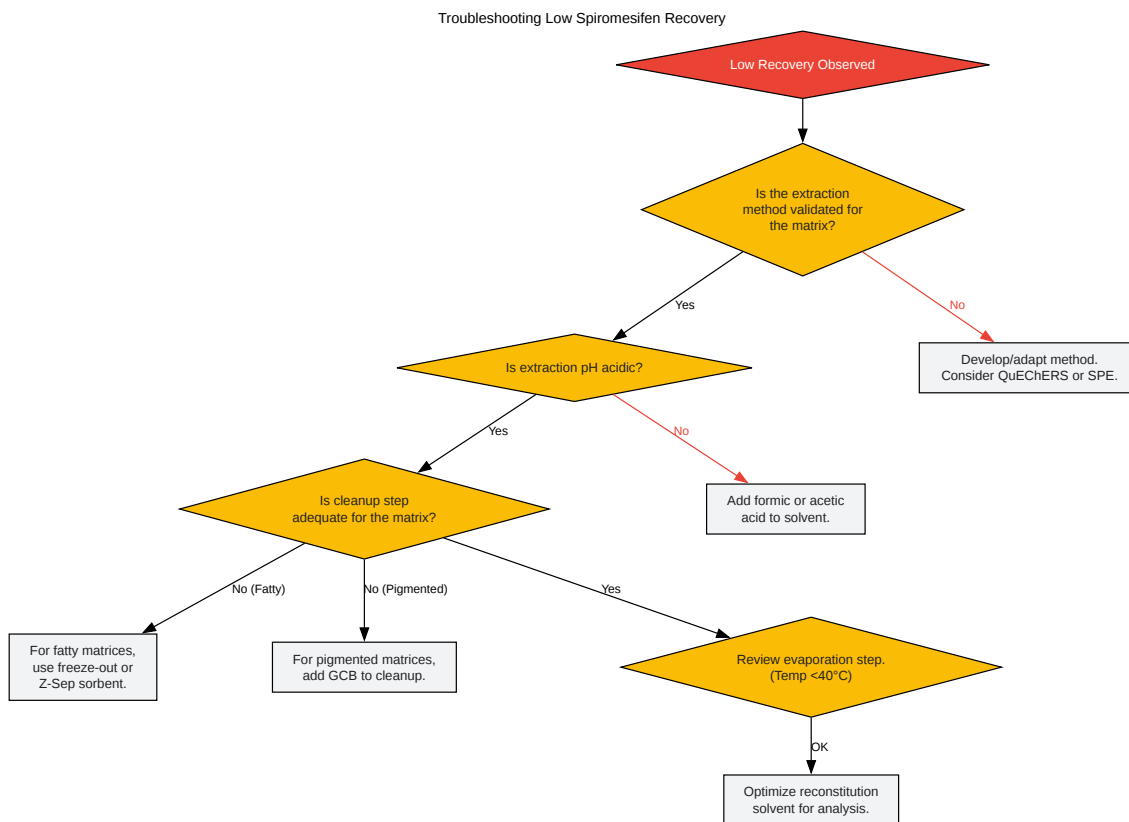 Troubleshooting Low Spiromesifen Recovery
Low Recovery Observed
Is the extraction
method validated for
the matrix?
Yes
No
Is extraction pH acidic?
Develop/adapt method.
Consider QuEChERS or SPE.
Yes
No
Is cleanup step
adequate for the matrix?
Add formic or acetic
acid to solvent.
No (Fatty)
No (Pigmented)
Yes
For fatty matrices,
use freeze-out or
Z-Sep sorbent.
For pigmented matrices,
add GCB to cleanup.
Review evaporation step.
(Temp <40°C)
OK
Optimize reconstitution
solvent for analysis.